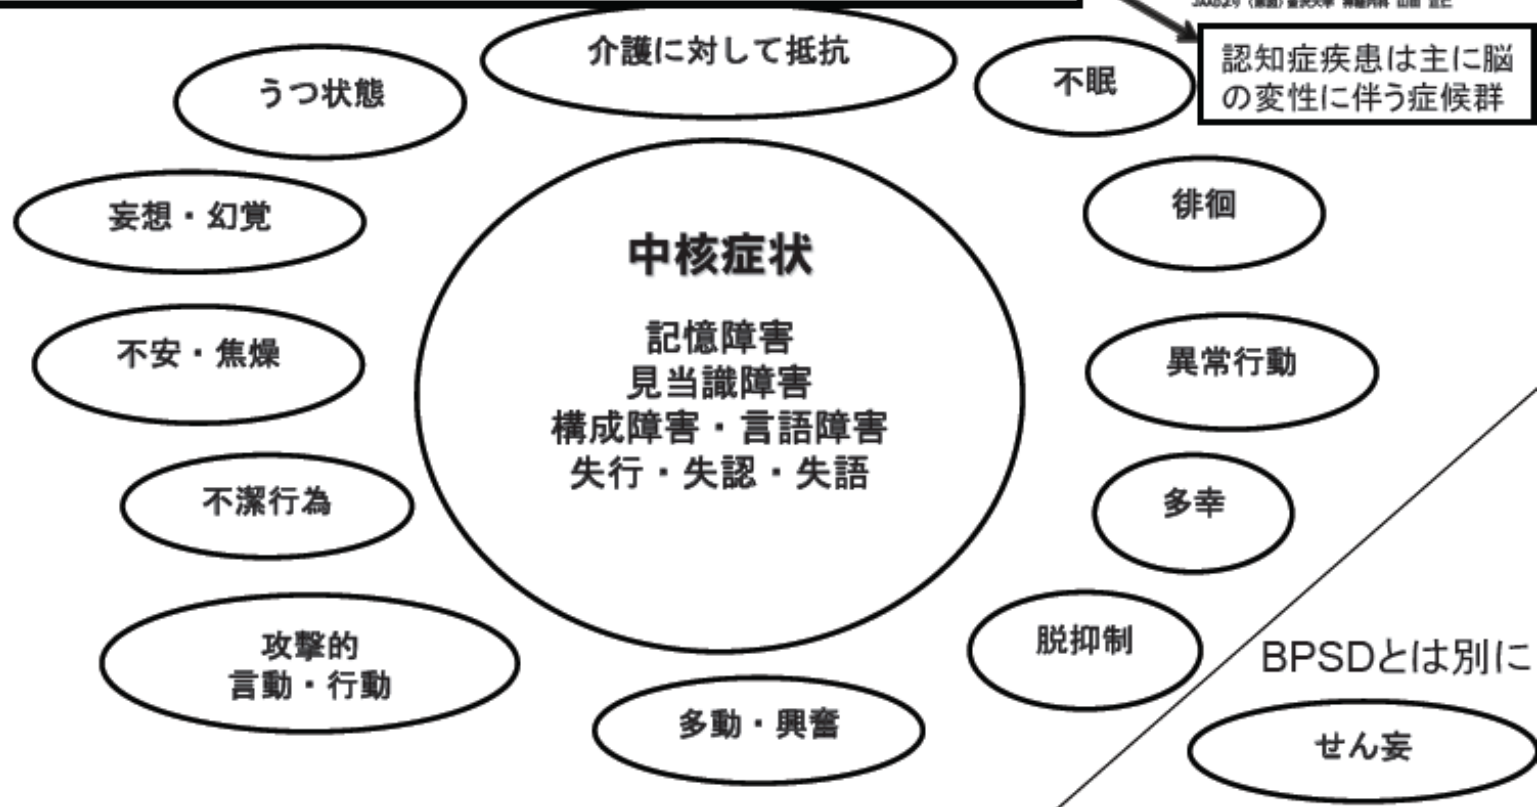 介護に対して抵抗
うつ状態
不眠
認知症疾患は主に脳
の変性に伴う症候群
妄想・幻覚
徘徊
中核症状
記憶障害
見当識障害
構成障害・言語障害
失行・失認・失語
不安・焦燥
異常行動
不潔行為
多幸
攻撃的
言動・行動
脱抑制
多動・興奮
BPSDとは別に
せん妄